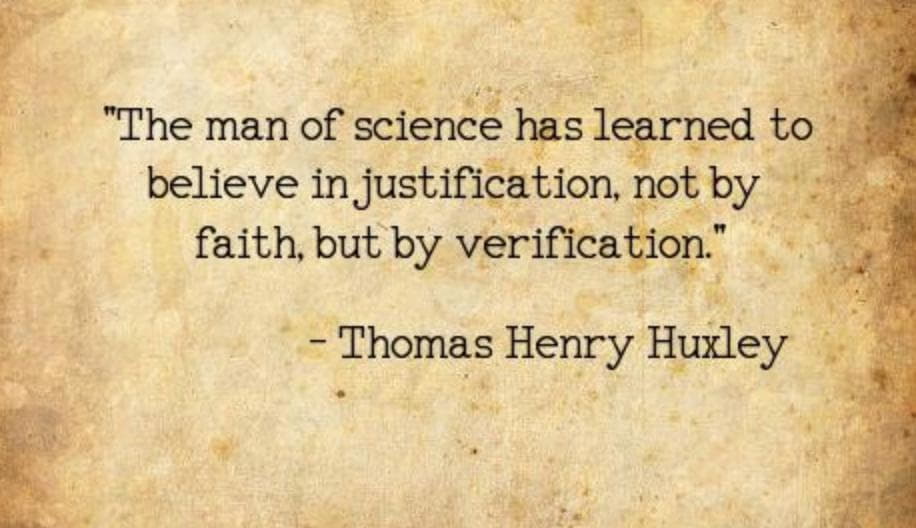 "The man of science has learned to
believe in justification, not by
faith, but by verification."
- Thomas Henry Huxley